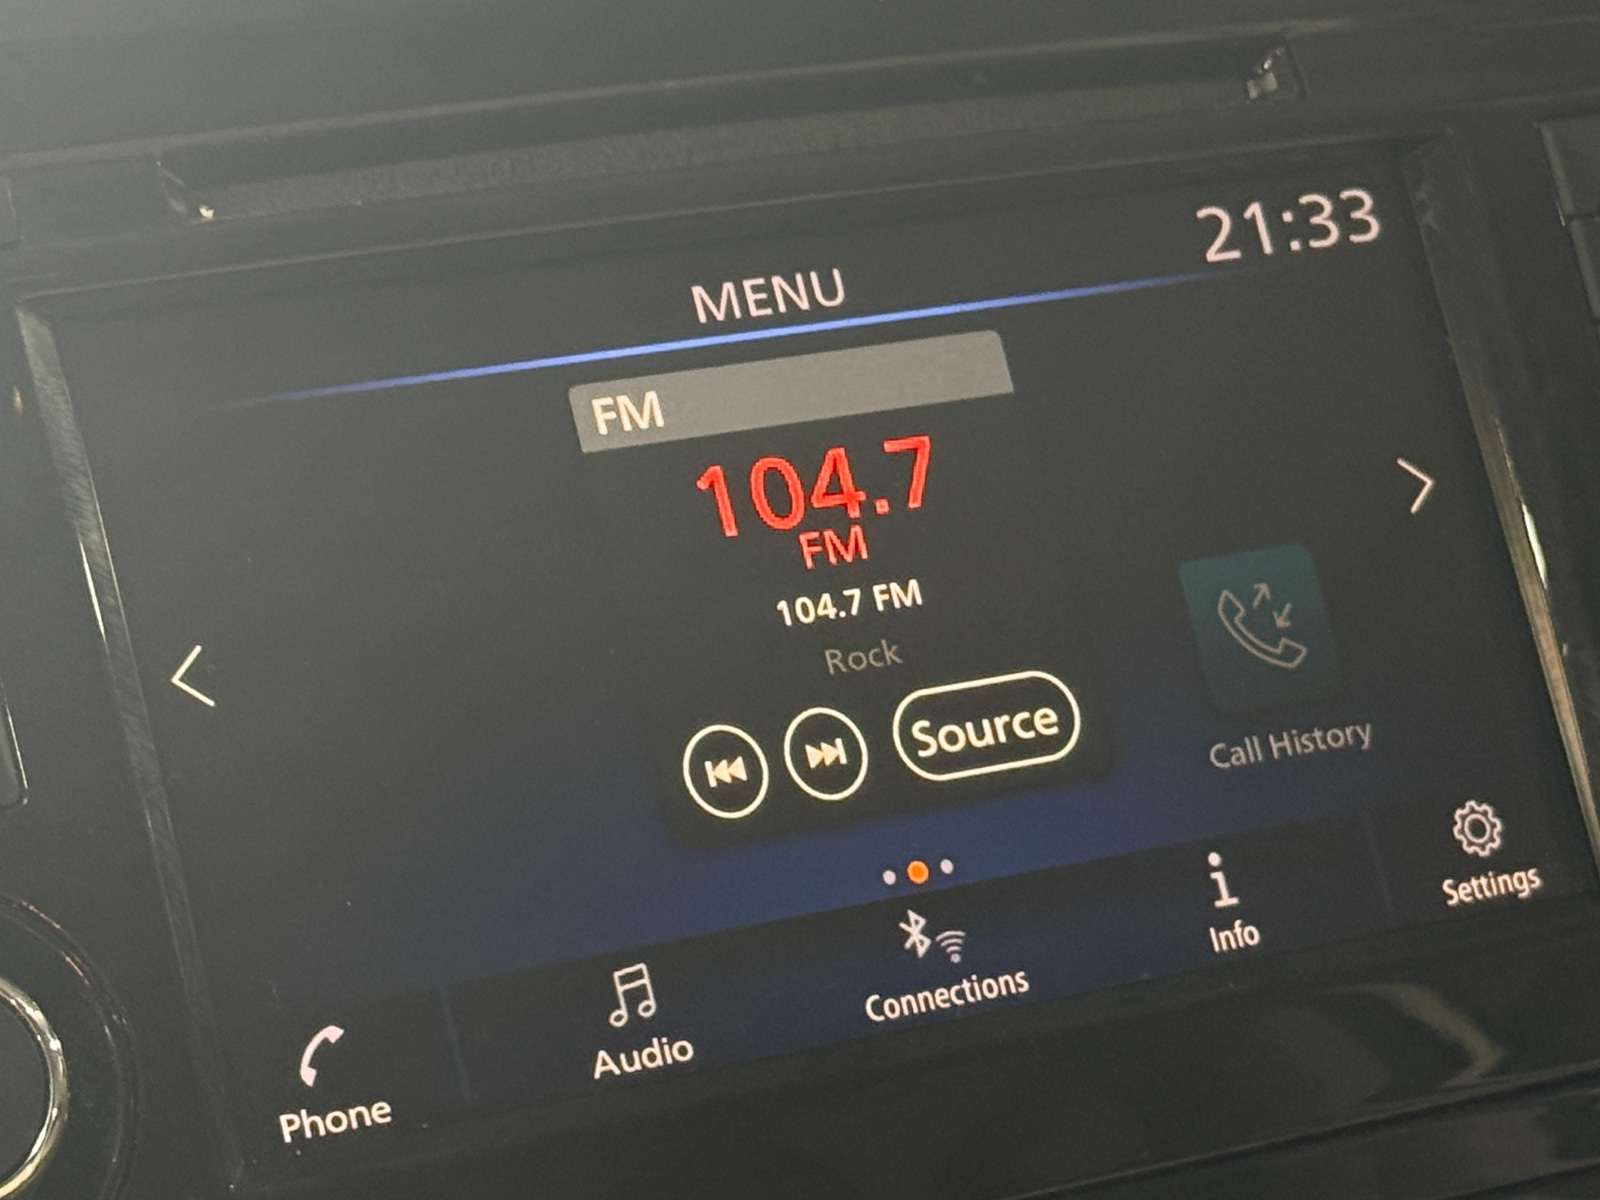 21:33
MENU
FM
104.7
FM
104.7 FM
Rock
Source
Call History
Phone
Audio
Connections
Info
Settings